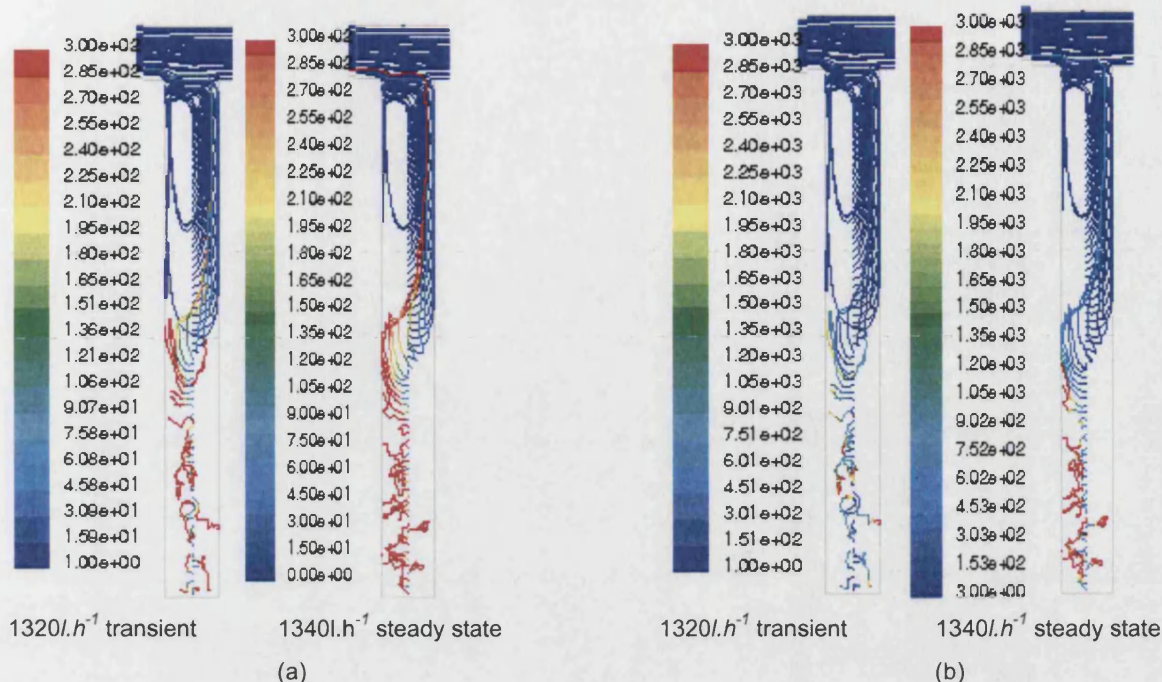 3.00e+02
2.85e+02
2.70e+02
2.55e+02
2.40e+02
2.25e+02
2.10e+02
1.95e+02
1.80e+02
1.65e+02
1.51e+02
1.36e+02
1.21e+02
1.06e+02
9.07e+01
7.58e+01
6.08e+01
4.58e+01
3.09e+01
1.59e+01
1.00e+00
1320l.h⁻¹ transient
3.00e+02
2.85e+02
2.70e+02
2.55e+02
2.40e+02
2.10e+02
1.95e+02
1.80e+02
1.65e+02
1.50e+02
1.35e+02
1.20e+02
1.05e+02
9.00e+01
7.50e+01
6.00e+01
4.50e+01
3.00e+01
1.50e+01
0.00e+00
1340l.h⁻¹ steady state
(a)
3.00e+03
2.85e+03
2.70e+03
2.55e+03
2.40e+03
2.25e+03
2.10e+03
1.95e+03
1.80e+03
1.65e+03
1.50e+03
1.35e+03
1.20e+03
1.05e+03
9.01e+02
7.51e+02
6.01e+02
4.51e+02
3.01e+02
1.51e+02
1.00e+00
1320l.h⁻¹ transient
3.00e+03
2.85e+03
2.70e+03
2.55e+03
2.40e+03
2.25e+03
2.10e+03
1.95e+03
1.80e+03
1.65e+03
1.50e+03
1.35e+03
1.20e+03
1.05e+03
9.02e+02
7.52e+02
6.02e+02
4.53e+02
3.03e+02
1.53e+02
3.00e+00
1340l.h⁻¹ steady state
(b)